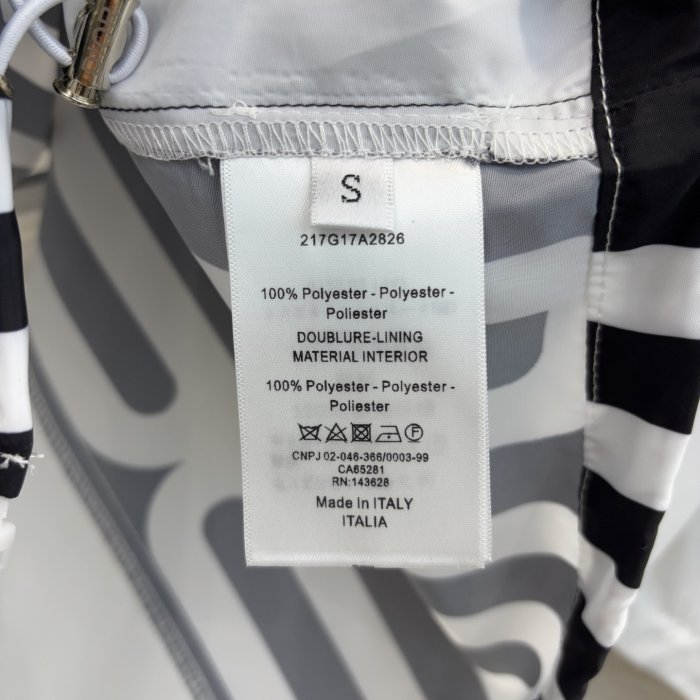 S
217G17A2826
100% Polyester - Polyester -
Poliester
DOUBLURE-LINING
MATERIAL INTERIOR
100% Polyester - Polyester -
Poliester
CNPJ 02-046-366/0003-99
CA65281
RN:143628
Made In ITALY
ITALIA